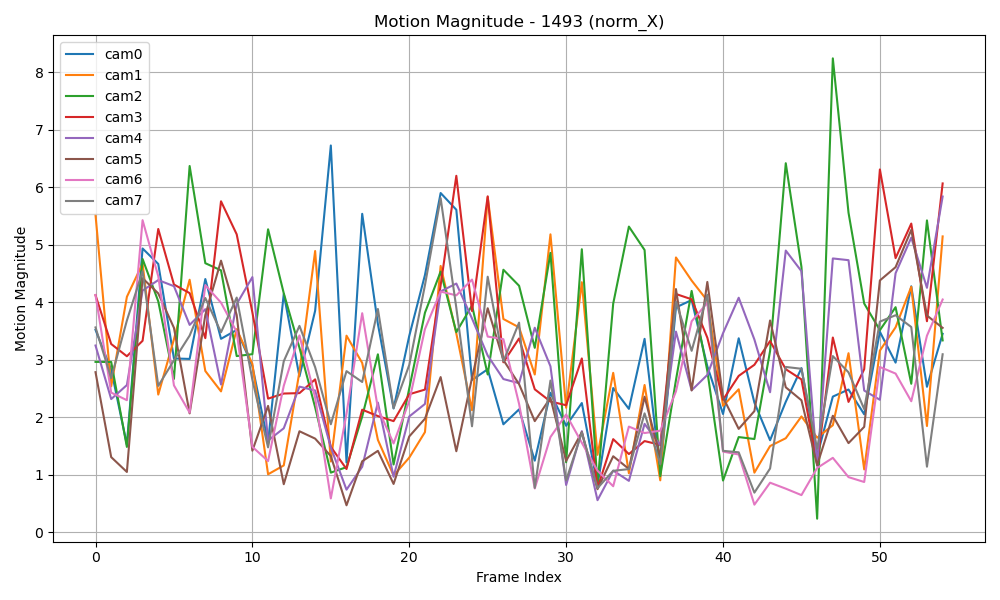 Motion Magnitude - 1493 (norm_X)
cam0
cam1
cam2
cam3
cam4
cam5
cam6
cam7
Motion Magnitude
8
7
6
5
4
3
2
1
0
0 10 20 30 40 50
Frame Index